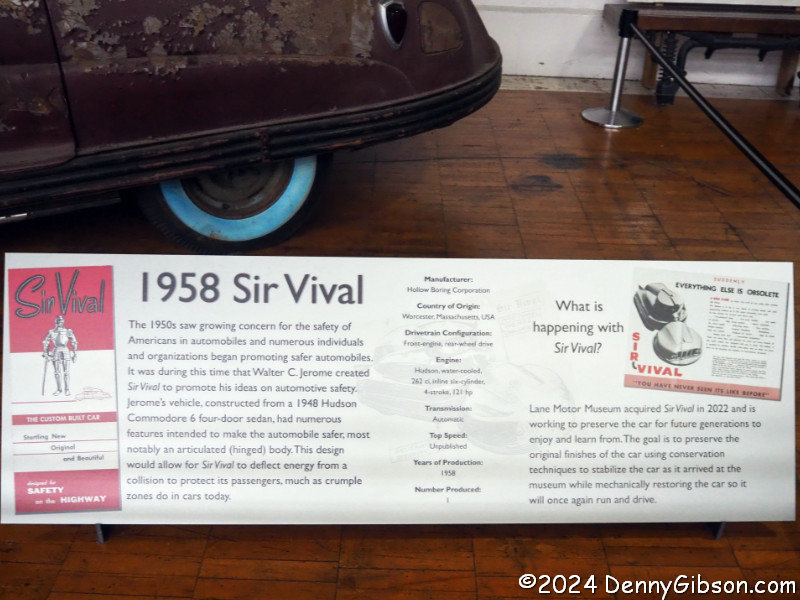 Sir Vival
THE CUSTOM BUILT CAR
Startling New
Original
and Beautiful
designed for
SAFETY
on the HIGHWAY
1958 Sir Vival
The 1950s saw growing concern for the safety of
Americans in automobiles and numerous individuals
and organizations began promoting safer automobiles.
It was during this time that Walter C. Jerome created
Sir Vival to promote his ideas on automotive safety.
Jerome's vehicle, constructed from a 1948 Hudson
Commodore 6 four-door sedan, had numerous
features intended to make the automobile safer, most
notably an articulated (hinged) body. This design
would allow for Sir Vival to deflect energy from a
collision to protect its passengers, much as crumple
zones do in cars today.
Manufacturer:
Hollow Boring Corporation
Country of Origin:
Worcester, Massachusetts, USA
Drivetrain Configuration:
Front-engine, rear-wheel drive
Engine:
Hudson, water-cooled,
262 ci, inline six-cylinder,
4-stroke, 121 hp
Transmission:
Automatic
Top Speed:
Unpublished
Years of Production:
1958
Number Produced:
1
What is
happening with
Sir Vival?
SUDDENLY
EVERYTHING ELSE IS OBSOLETE
SIR
VIVAL
"YOU HAVE NEVER SEEN ITS LIKE BEFORE"
Lane Motor Museum acquired Sir Vival in 2022 and is
working to preserve the car for future generations to
enjoy and learn from. The goal is to preserve the
original finishes of the car using conservation
techniques to stabilize the car as it arrived at the
museum while mechanically restoring the car so it
will once again run and drive.
©2024 DennyGibson.com